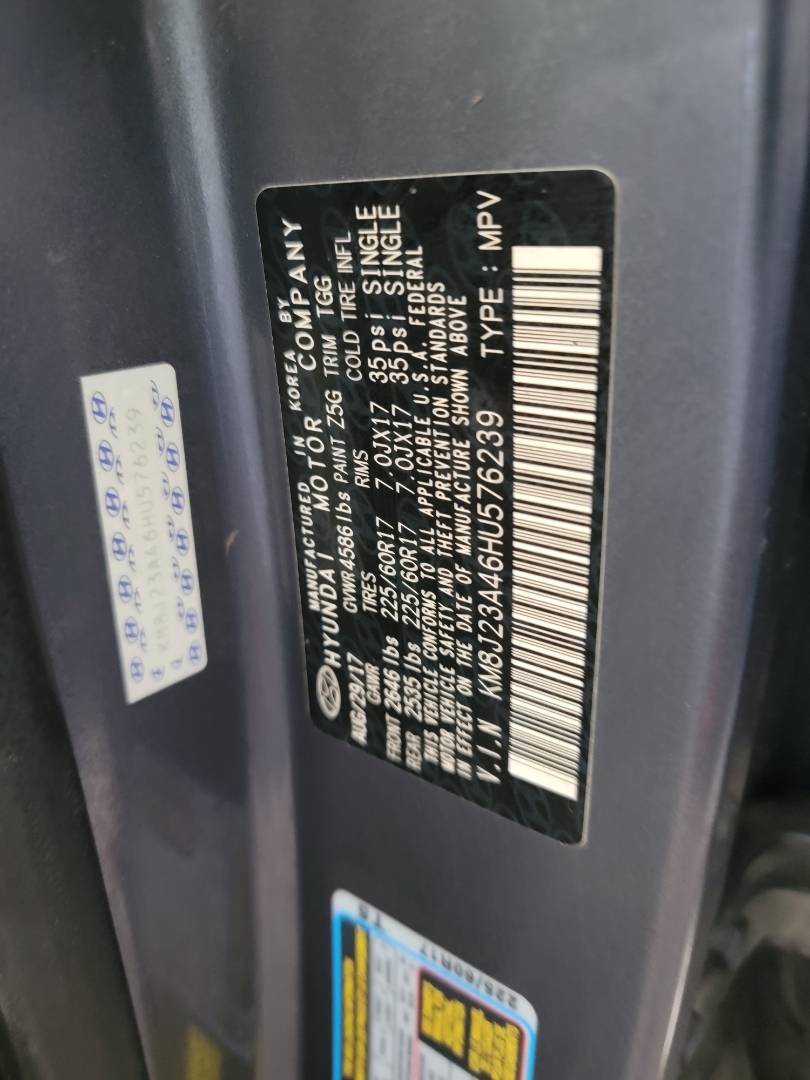 MANUFACTURED IN KOREA BY
HYUNDAI MOTOR COMPANY
AUG/29/17 GVWR 4586 lbs PAINT Z5G TRIM TGG
GAWR TRES RMS COLD TIRE INFL
FRONT 2646 lbs 225/60R17 7.0JX17 35psi SINGLE
REAR 2535 lbs 225/60R17 7.0JX17 35psi SINGLE
THIS VEHICLE CONFORMS TO ALL APPLICABLE U.S.A. FEDERAL
MOTOR VEHICLE SAFETY AND THEFT PREVENTION STANDARDS
IN EFFECT ON THE DATE OF MANUFACTURE SHOWN ABOVE
V.I.N KM8J23A46HU576239 TYPE : MPV
KM8J23A46HU576239
225/60R17